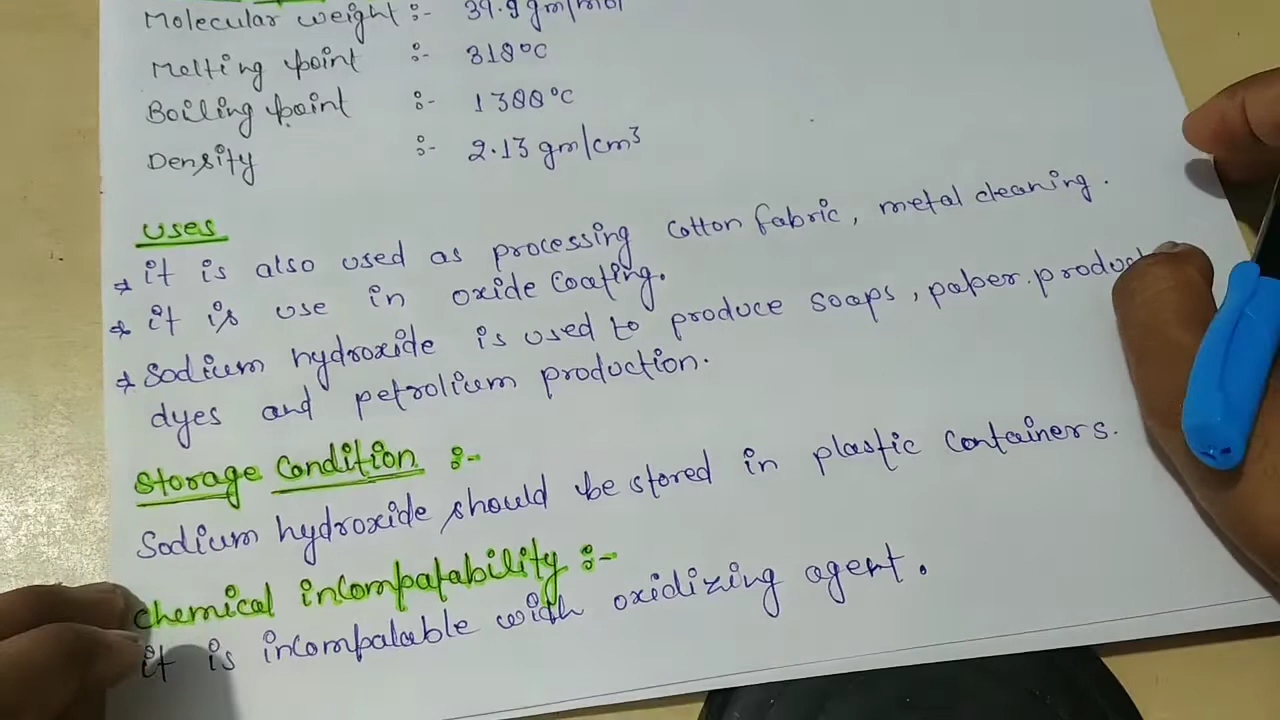 Molecular weight :- 39.9 gm/mol
Melting point :- 318°C
Boiling point :- 1388°C
Density :- 2.13 gm/cm³
uses
* it is also used as processing cotton fabric, metal cleaning.
* it is use in oxide coating.
* Sodium hydroxide is used to produce soaps, paper. product
dyes and petrolium production.
Storage Condition :-
Sodium hydroxide should be stored in plastic containers.
chemical incompatability :-
it is incompatable with oxidizing agent.